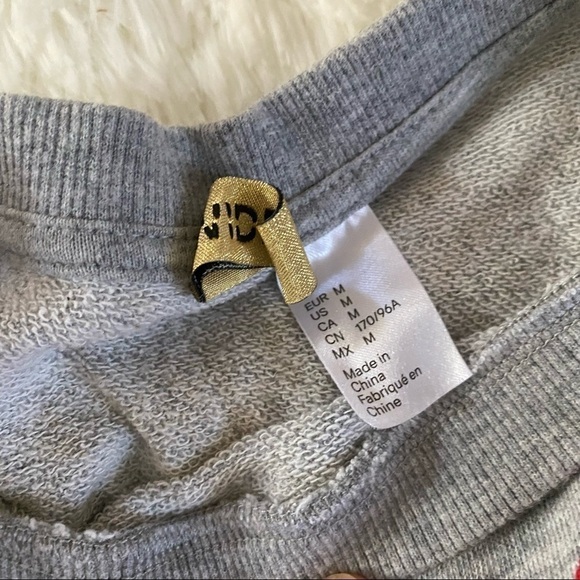 EUR M
US M
CA M
CN 170/96A
MX M
Made in
China
Fabriqué en
Chine